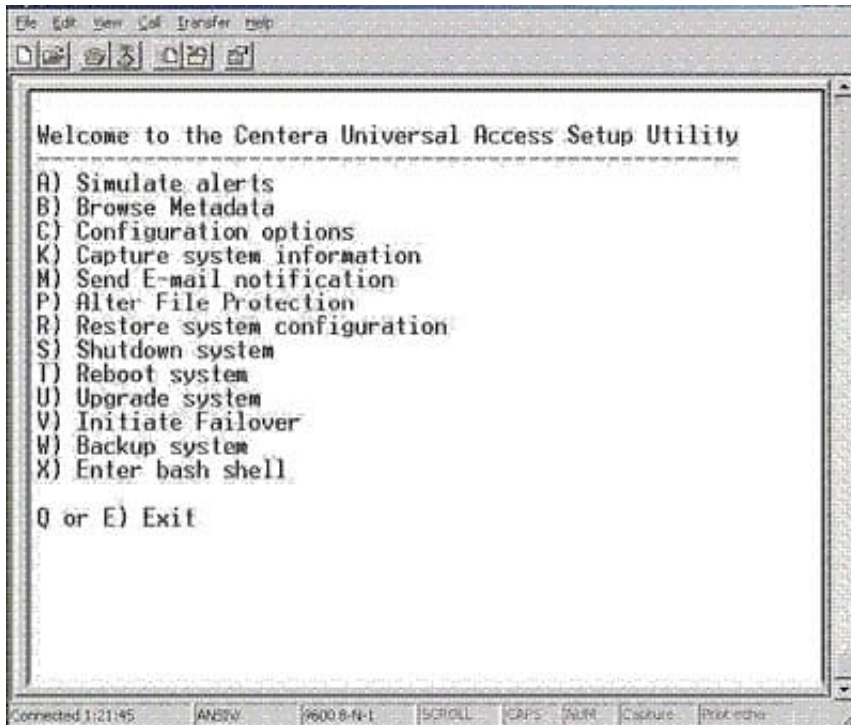 File Edit View Call Transfer Help
Welcome to the Centera Universal Access Setup Utility
A) Simulate alerts
B) Browse Metadata
C) Configuration options
K) Capture system information
M) Send E-mail notification
P) Alter File Protection
R) Restore system configuration
S) Shutdown system
T) Reboot system
U) Upgrade system
V) Initiate Failover
W) Backup system
X) Enter bash shell
Q or E) Exit
Connected 1:21:45 ANSIW 9600 8-N-1 SCROLL CAPS NUM Capture Print echo